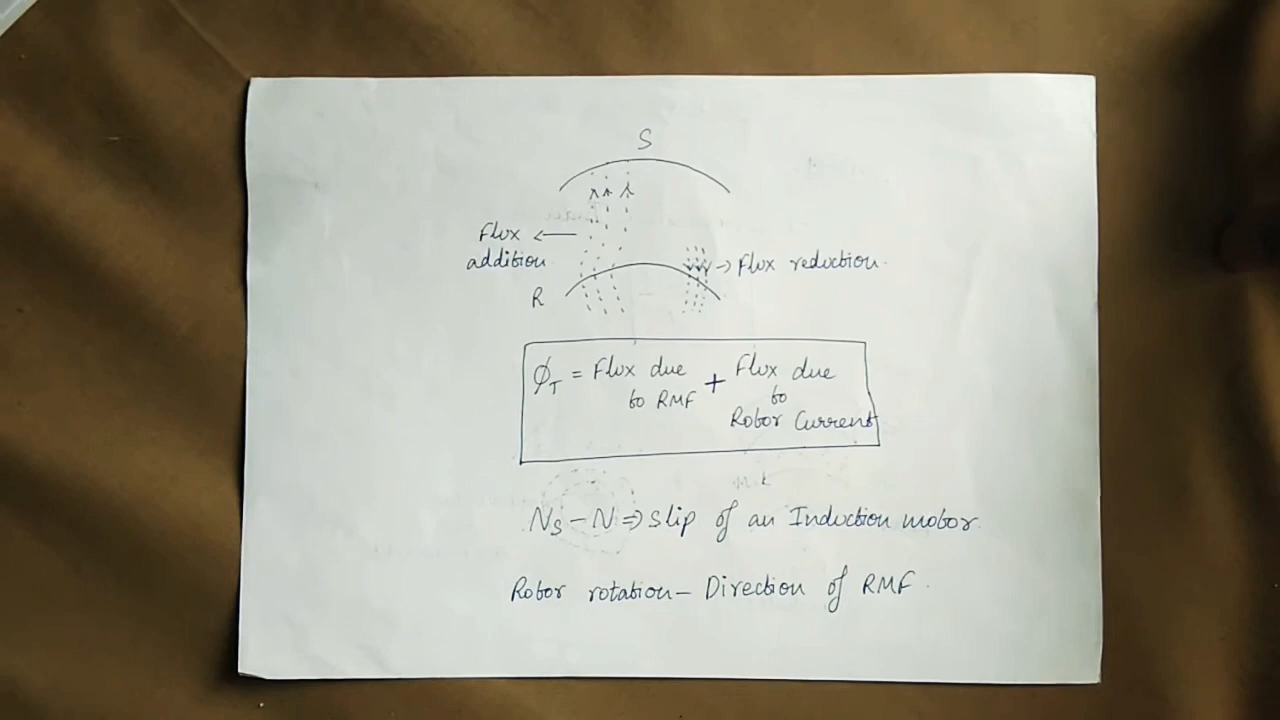 S
Flux ←
addition
→ Flux reduction.
R
ϕT = Flux due + Flux due
to RMF to
Rotor Current
Ns - N ⇒ Slip of an Induction motor.
Rotor rotation - Direction of RMF.